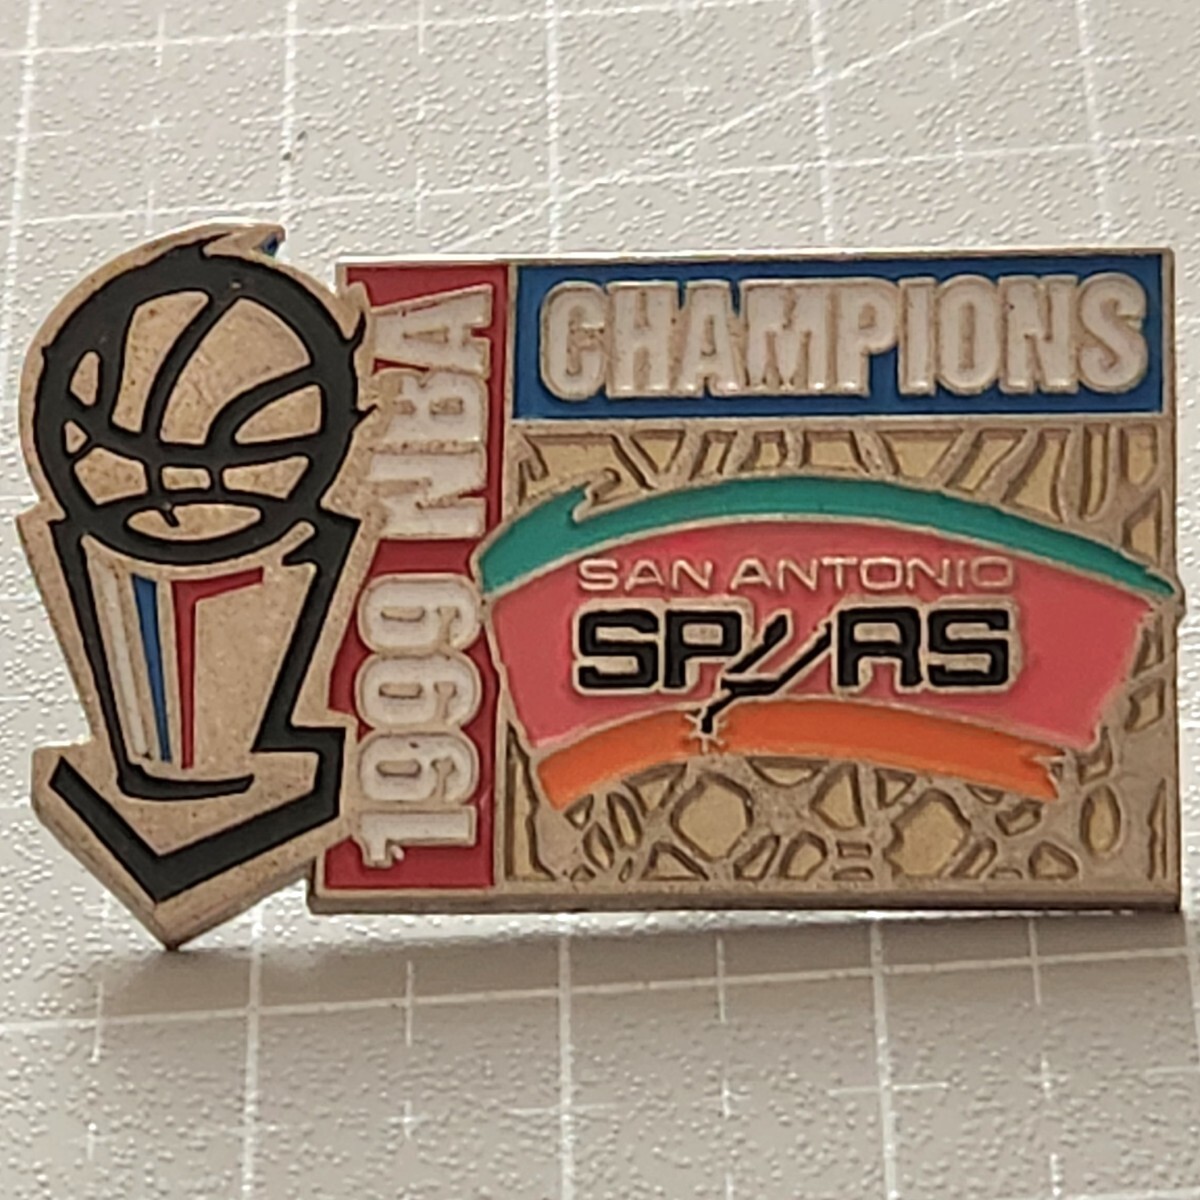 1999 NBA
CHAMPIONS
SAN ANTONIO
SPURS